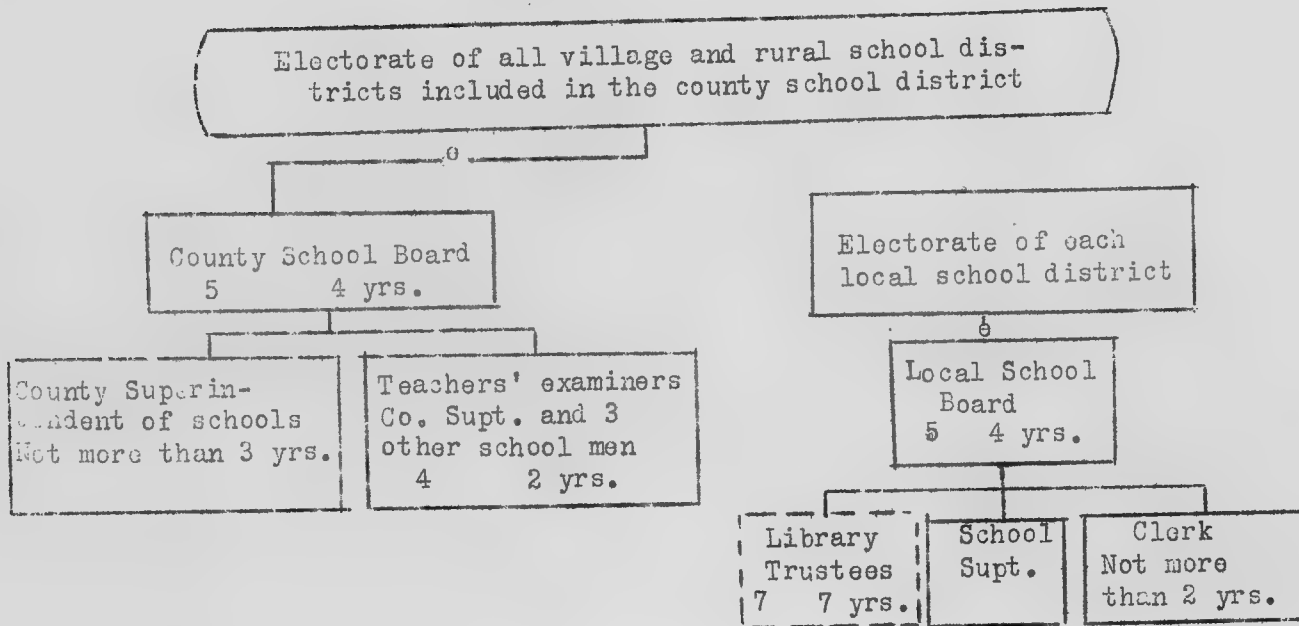 Electorate of all village and rural school dis-
tricts included in the county school district
e
County School Board
5 4 yrs.
County Superin-
tendent of schools
Not more than 3 yrs.
Teachers' examiners
Co. Supt. and 3
other school men
4 2 yrs.
Electorate of each
local school district
e
Local School
Board
5 4 yrs.
Library
Trustees
7 7 yrs.
School
Supt.
Clerk
Not more
than 2 yrs.